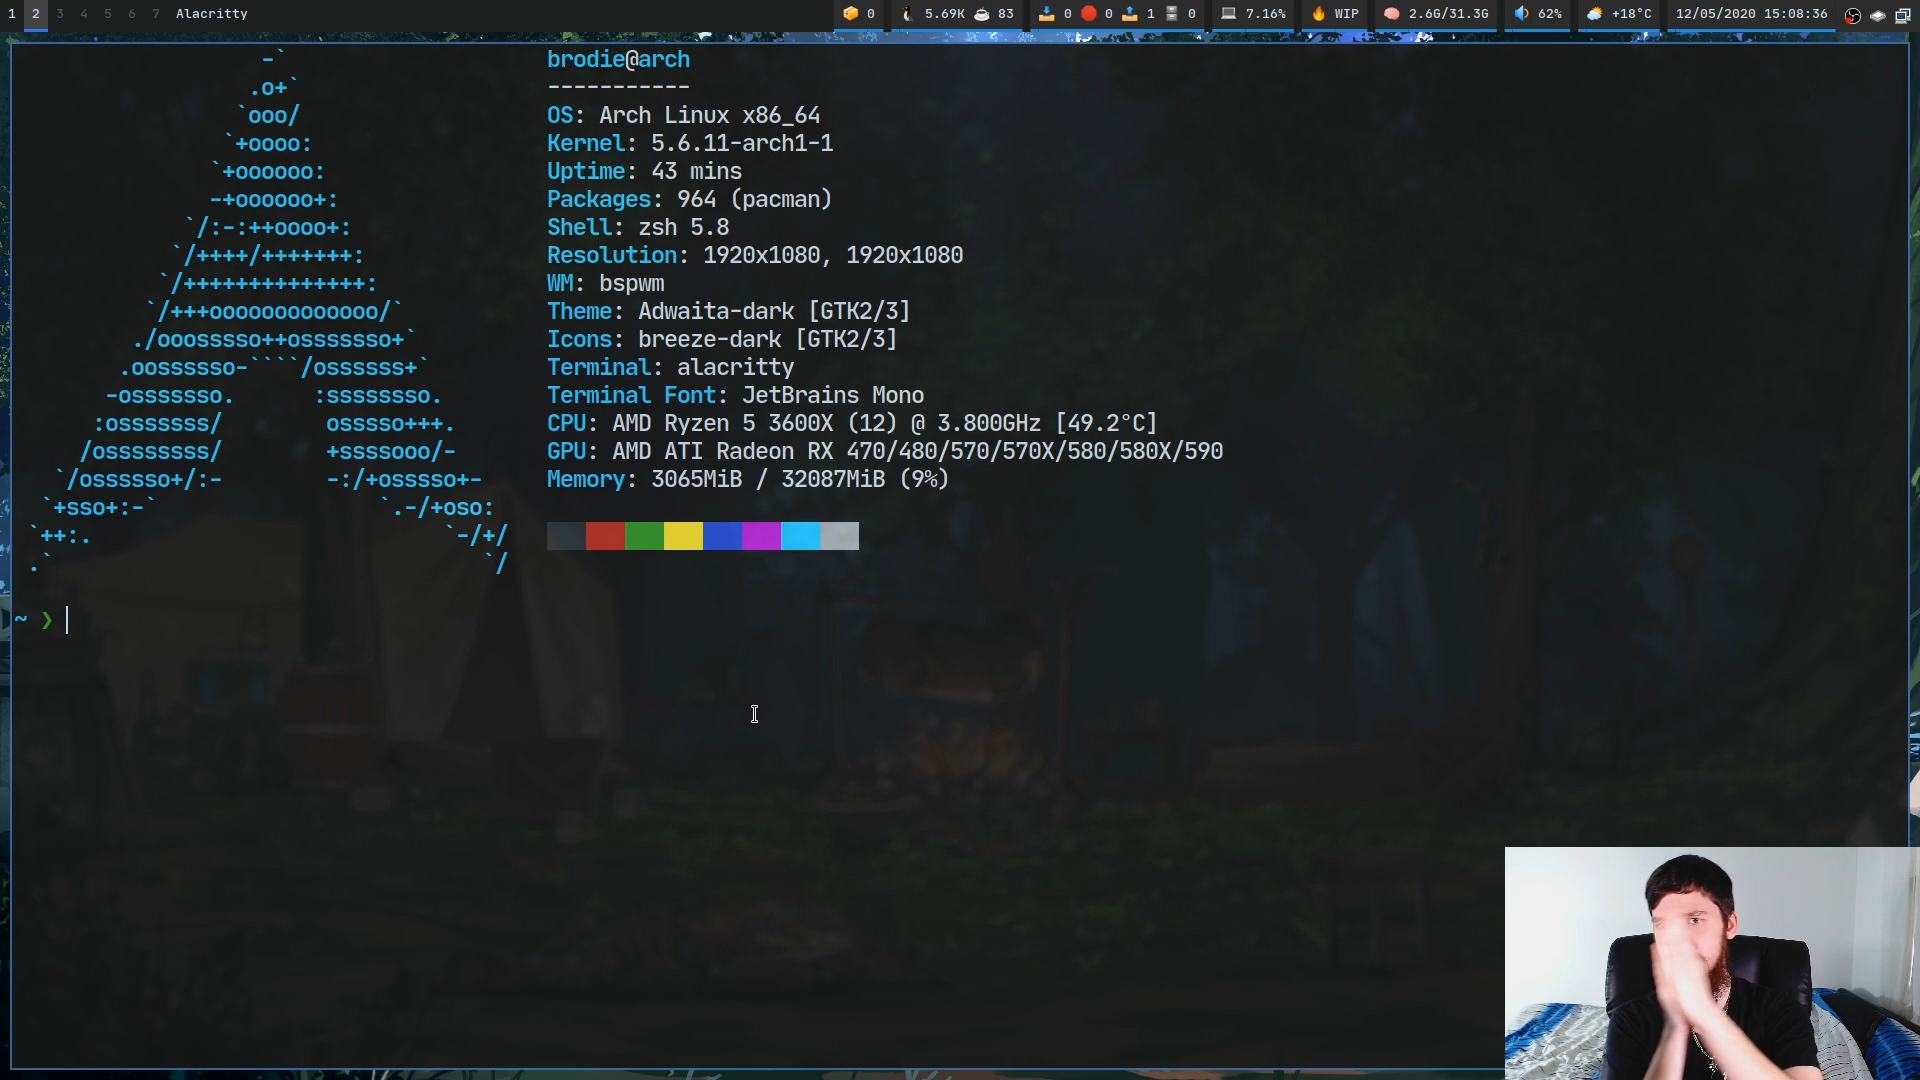 1 2 3 4 5 6 7 Alacritty 0 5.69K 83 0 0 1 0 7.16% WIP 2.6G/31.3G 62% +18°C 12/05/2020 15:08:36
brodie@arch
-----------
OS: Arch Linux x86_64
Kernel: 5.6.11-arch1-1
Uptime: 43 mins
Packages: 964 (pacman)
Shell: zsh 5.8
Resolution: 1920x1080, 1920x1080
WM: bspwm
Theme: Adwaita-dark [GTK2/3]
Icons: breeze-dark [GTK2/3]
Terminal: alacritty
Terminal Font: JetBrains Mono
CPU: AMD Ryzen 5 3600X (12) @ 3.800GHz [49.2°C]
GPU: AMD ATI Radeon RX 470/480/570/570X/580/580X/590
Memory: 3065MiB / 32087MiB (9%)
~ ❯